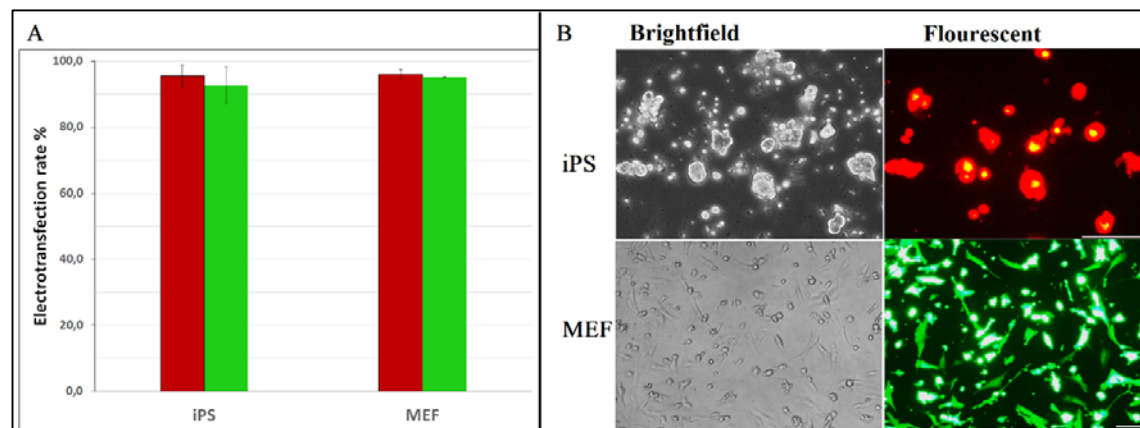 A
100,0
80,0
60,0
40,0
20,0
0,0
Electrotransfection rate %
iPS
MEF
B
Brightfield
Flourescent
iPS
MEF